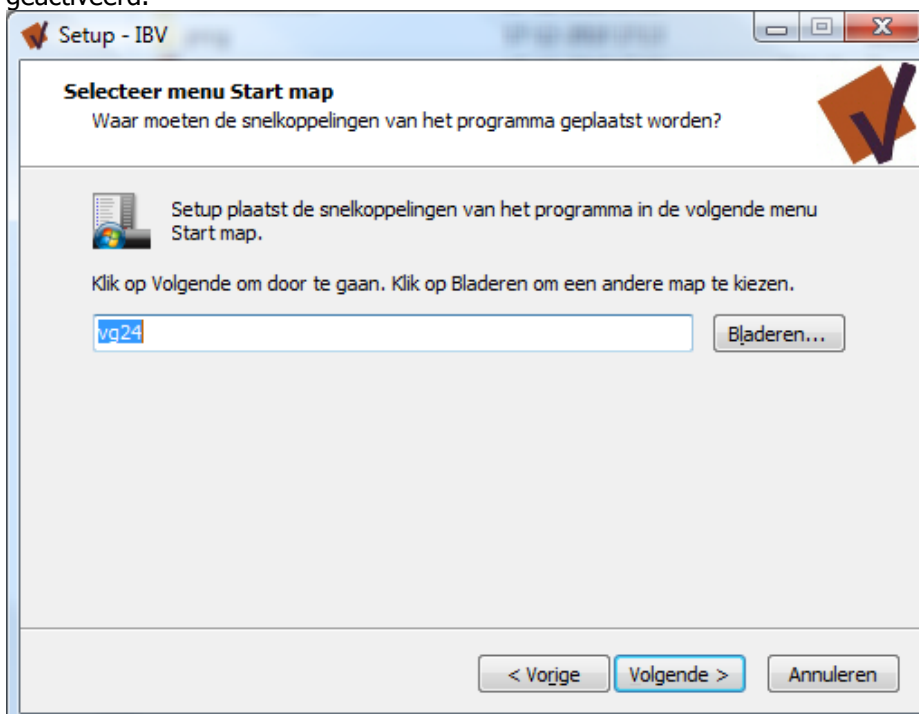 geactiveerd.
Setup - IBV
Selecteer menu Start map
Waar moeten de snelkoppelingen van het programma geplaatst worden?
Setup plaatst de snelkoppelingen van het programma in de volgende menu
Start map.
Klik op Volgende om door te gaan. Klik op Bladeren om een andere map te kiezen.
vg24
Bladeren...
< Vorige
Volgende >
Annuleren